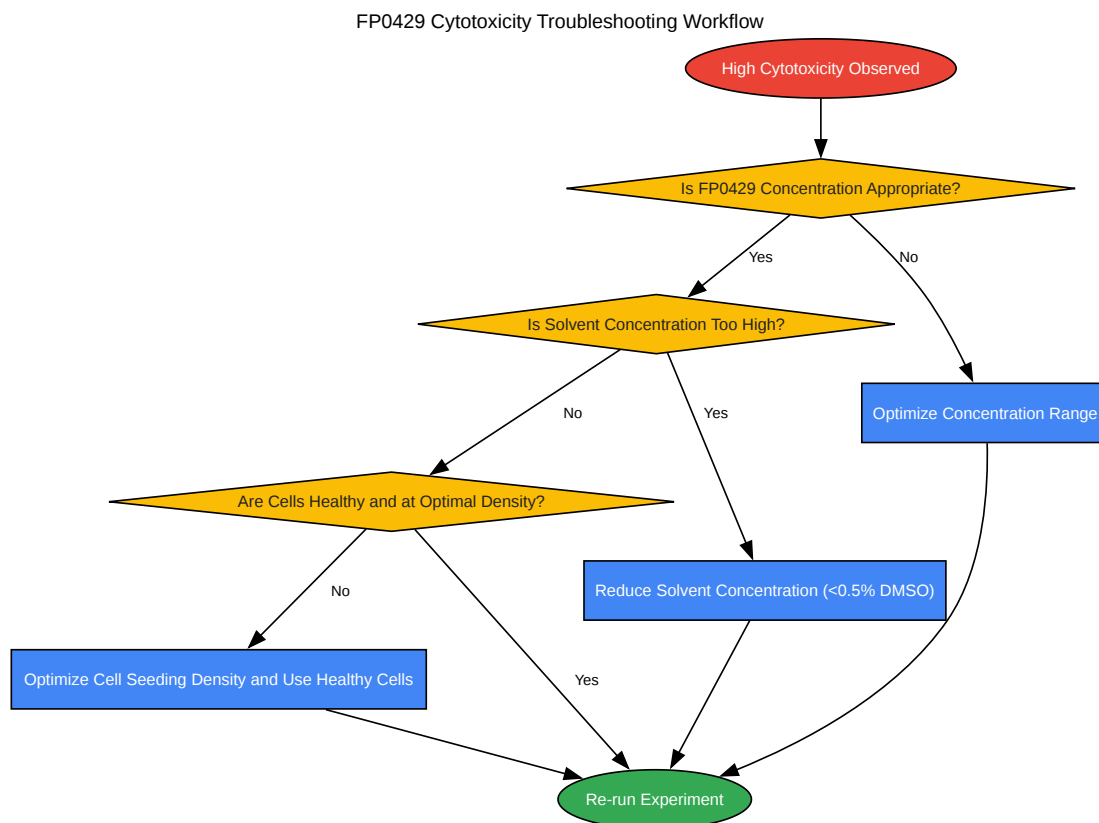 FP0429 Cytotoxicity Troubleshooting Workflow
High Cytotoxicity Observed
Is FP0429 Concentration Appropriate?
Yes
No
Is Solvent Concentration Too High?
Optimize Concentration Range
No
Yes
Are Cells Healthy and at Optimal Density?
Reduce Solvent Concentration (<0.5% DMSO)
No
Yes
Optimize Cell Seeding Density and Use Healthy Cells
Re-run Experiment